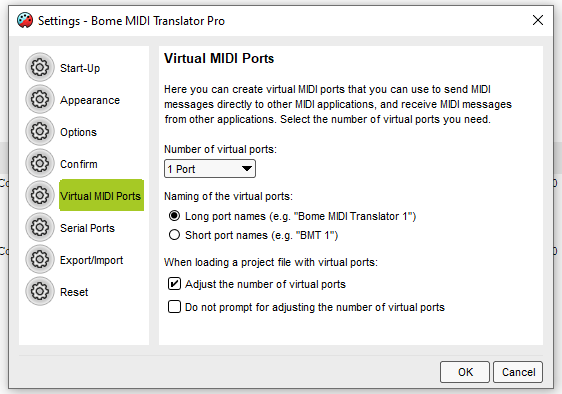 Settings - Bome MIDI Translator Pro
Start-Up
Appearance
Options
Confirm
Virtual MIDI Ports
Serial Ports
Export/Import
Reset
Virtual MIDI Ports
Here you can create virtual MIDI ports that you can use to send MIDI
messages directly to other MIDI applications, and receive MIDI messages
from other applications. Select the number of virtual ports you need.
Number of virtual ports:
1 Port
Naming of the virtual ports:
Long port names (e.g. "Bome MIDI Translator 1")
Short port names (e.g. "BMT 1")
When loading a project file with virtual ports:
Adjust the number of virtual ports
Do not prompt for adjusting the number of virtual ports
OK
Cancel